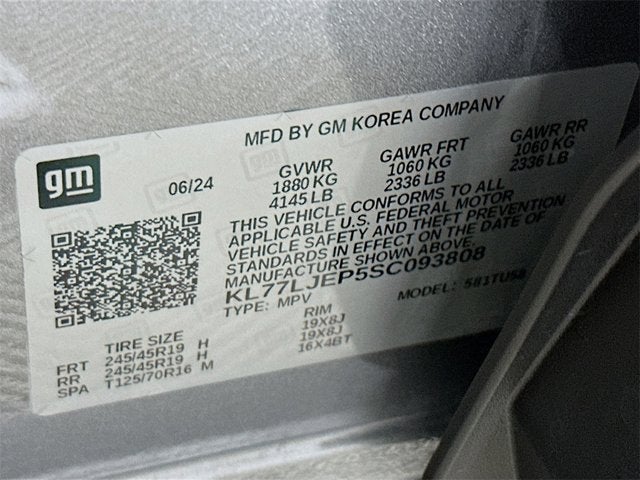 MFD BY GM KOREA COMPANY
gm
06/24
GVWR GAWR FRT GAWR RR
1880 KG 1060 KG 1060 KG
4145 LB 2336 LB 2336 LB
THIS VEHICLE CONFORMS TO ALL
APPLICABLE U.S. FEDERAL MOTOR
VEHICLE SAFETY AND THEFT PREVENTION
STANDARDS IN EFFECT ON THE DATE OF
MANUFACTURE SHOWN ABOVE.
KL77LJEP5SC093808
TYPE: MPV MODEL:
TIRE SIZE RIM
FRT 245/45R19 H 19X8J
RR 245/45R19 H 19X8J
SPA T125/70R16 M 16X4BT